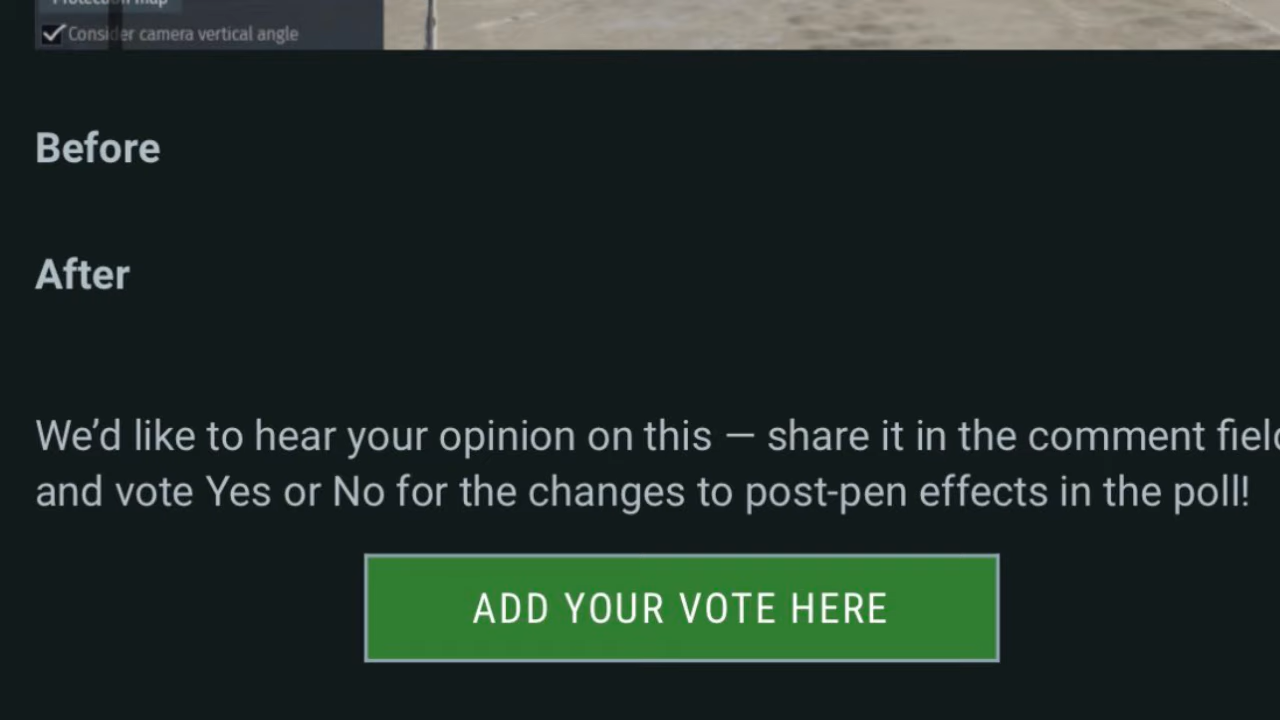 Protection map
Consider camera vertical angle
Before
After
We'd like to hear your opinion on this — share it in the comment
and vote Yes or No for the changes to post-pen effects in the poll!
ADD YOUR VOTE HERE